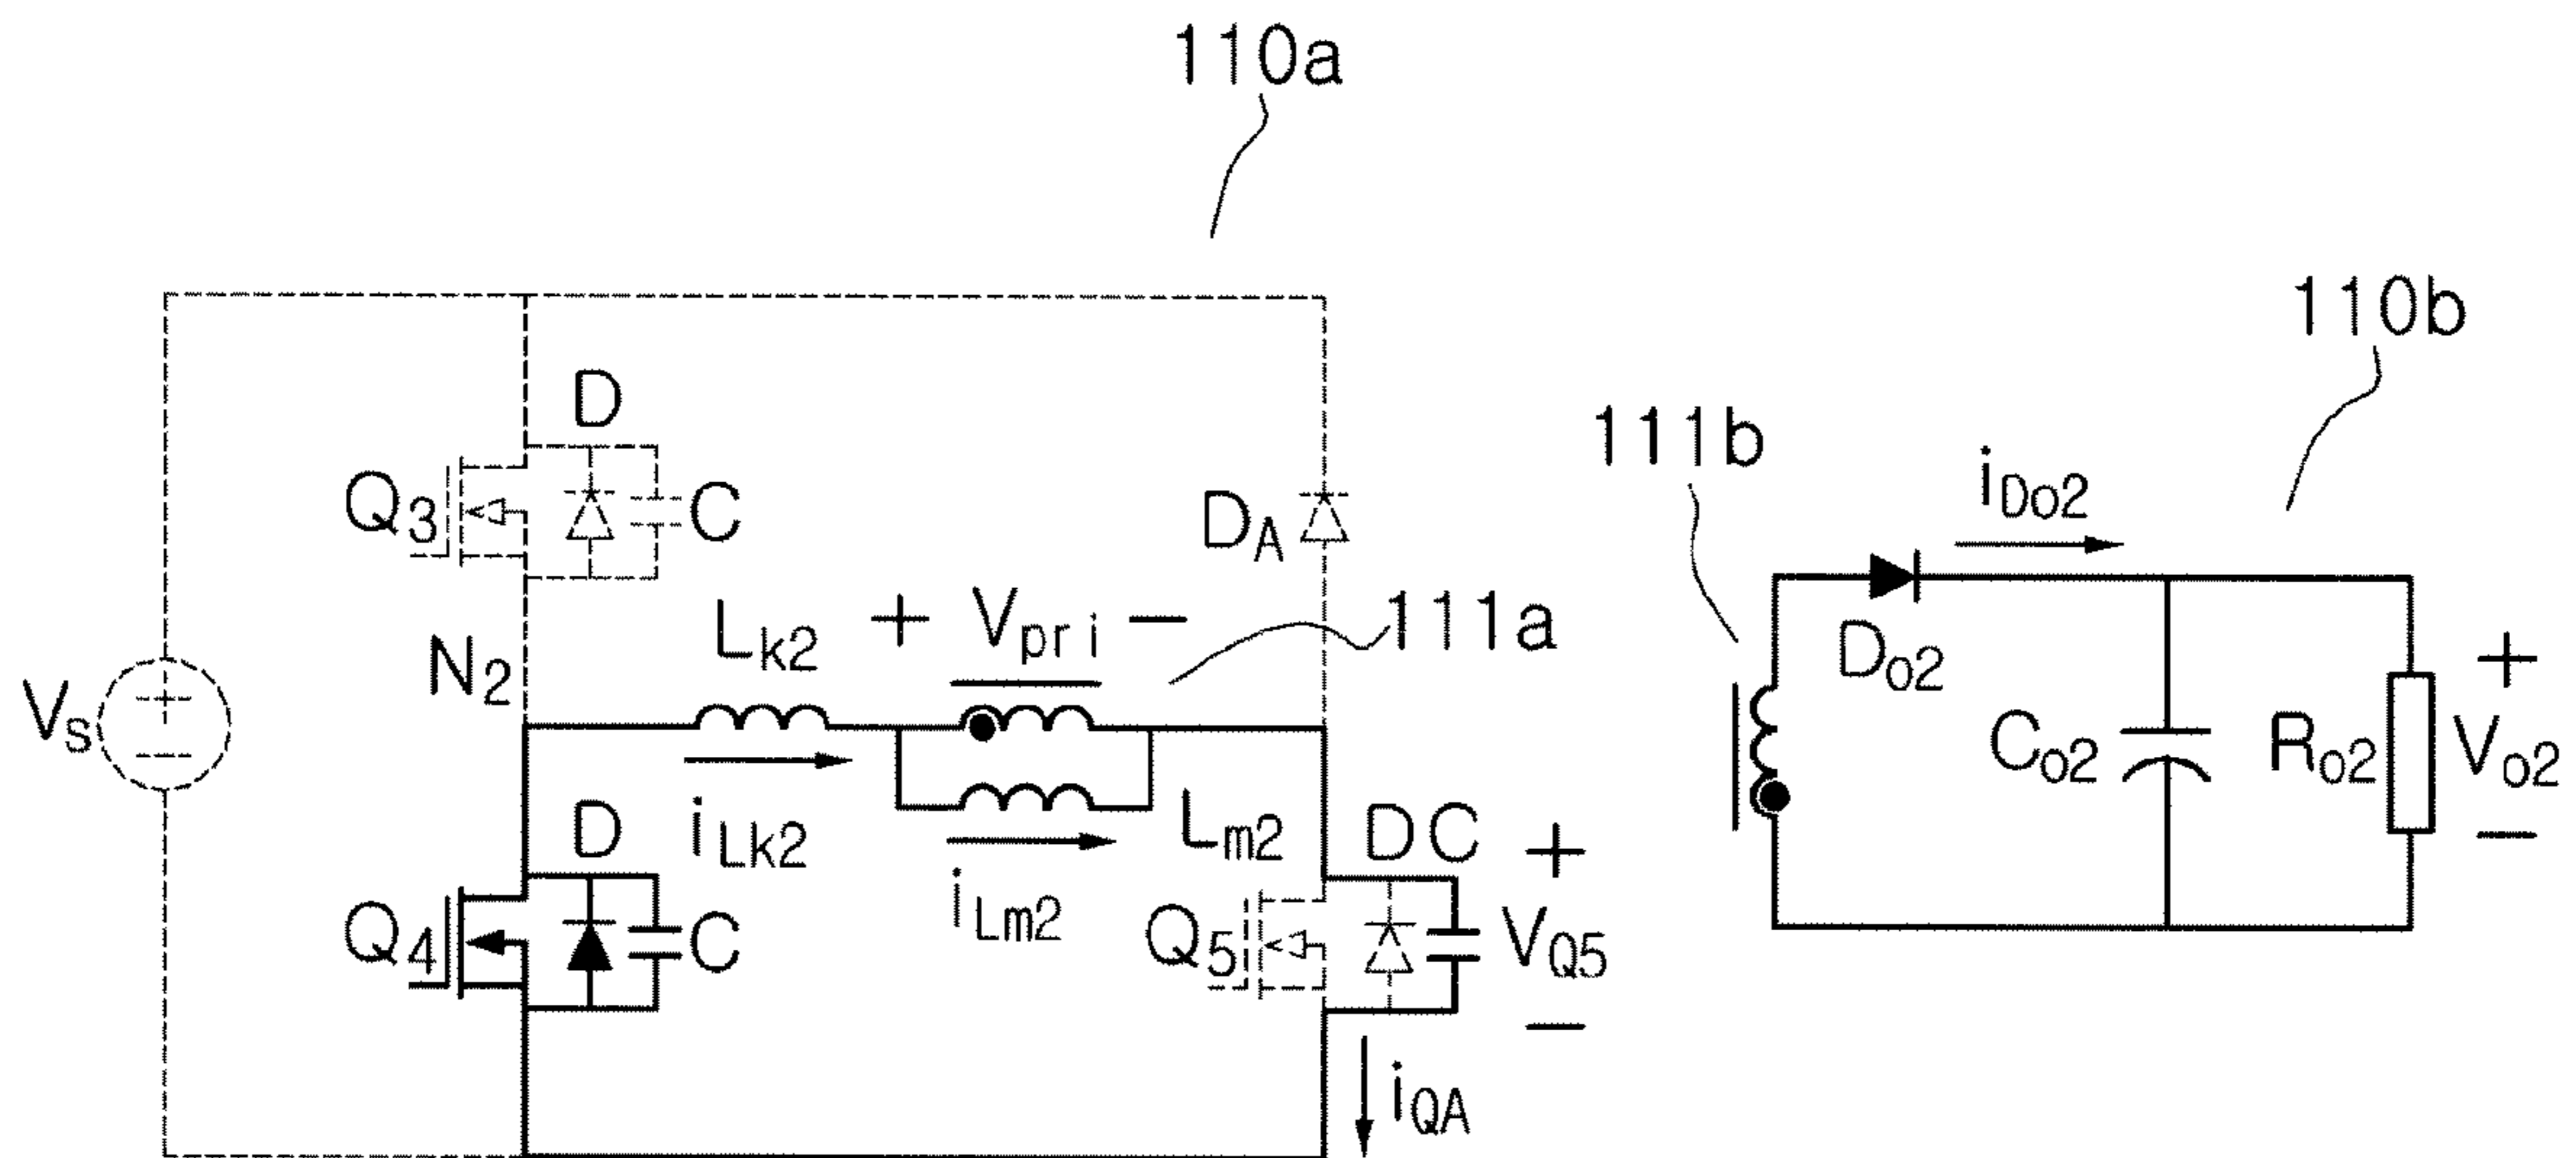 110a
110b
111b
D
Q3
C
DA
iDo2
Lk2
+ Vpri −
111a
N2
Vs
+
−
Do2
Co2
Ro2
+
Vo2
−
iLk2
Lm2
iLm2
D
Q4
C
D C
Q5
+
VQ5
−
iQA